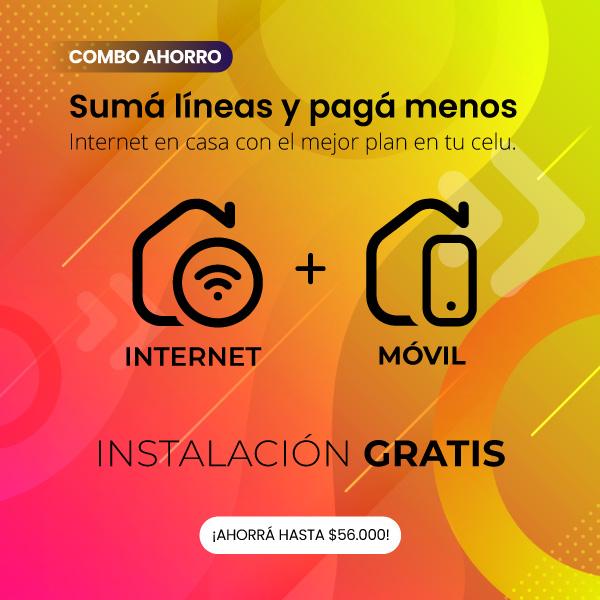 COMBO AHORRO
Sumá líneas y pagá menos
Internet en casa con el mejor plan en tu celu.
INTERNET + MÓVIL
INSTALACIÓN GRATIS
¡AHORRÁ HASTA $56.000!